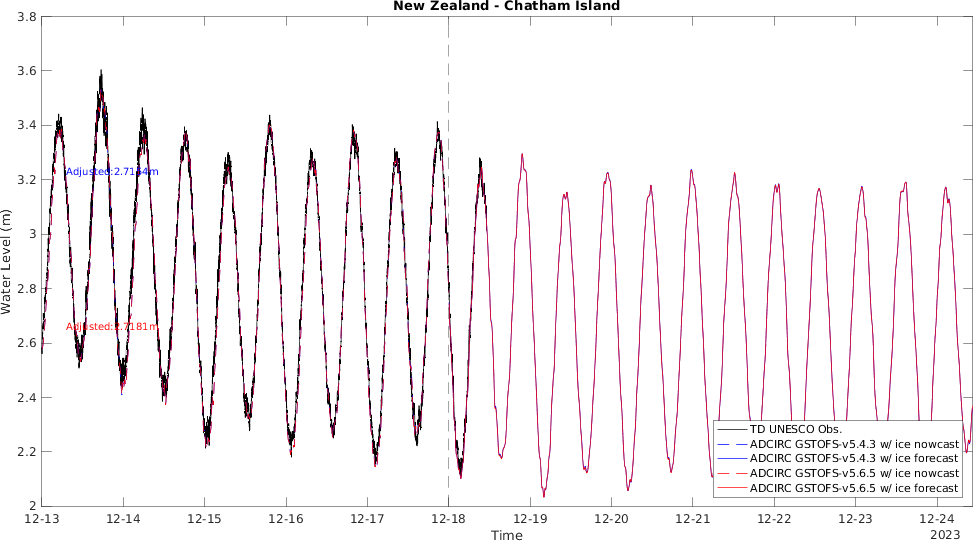 New Zealand - Chatham Island
3.8
3.6
3.4
3.2
3
2.8
2.6
2.4
2.2
2
Water Level (m)
Adjusted:2.7164m
Adjusted:2.7181m
TD UNESCO Obs.
ADCIRC GSTOFS-v5.4.3 w/ ice nowcast
ADCIRC GSTOFS-v5.4.3 w/ ice forecast
ADCIRC GSTOFS-v5.6.5 w/ ice nowcast
ADCIRC GSTOFS-v5.6.5 w/ ice forecast
12-13 12-14 12-15 12-16 12-17 12-18 12-19 12-20 12-21 12-22 12-23 12-24
Time
2023